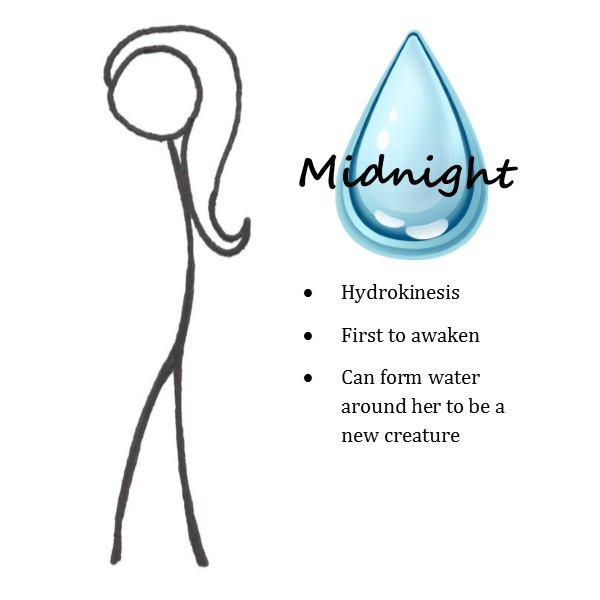 Midnight
• Hydrokinesis
• First to awaken
• Can form water
around her to be a
new creature